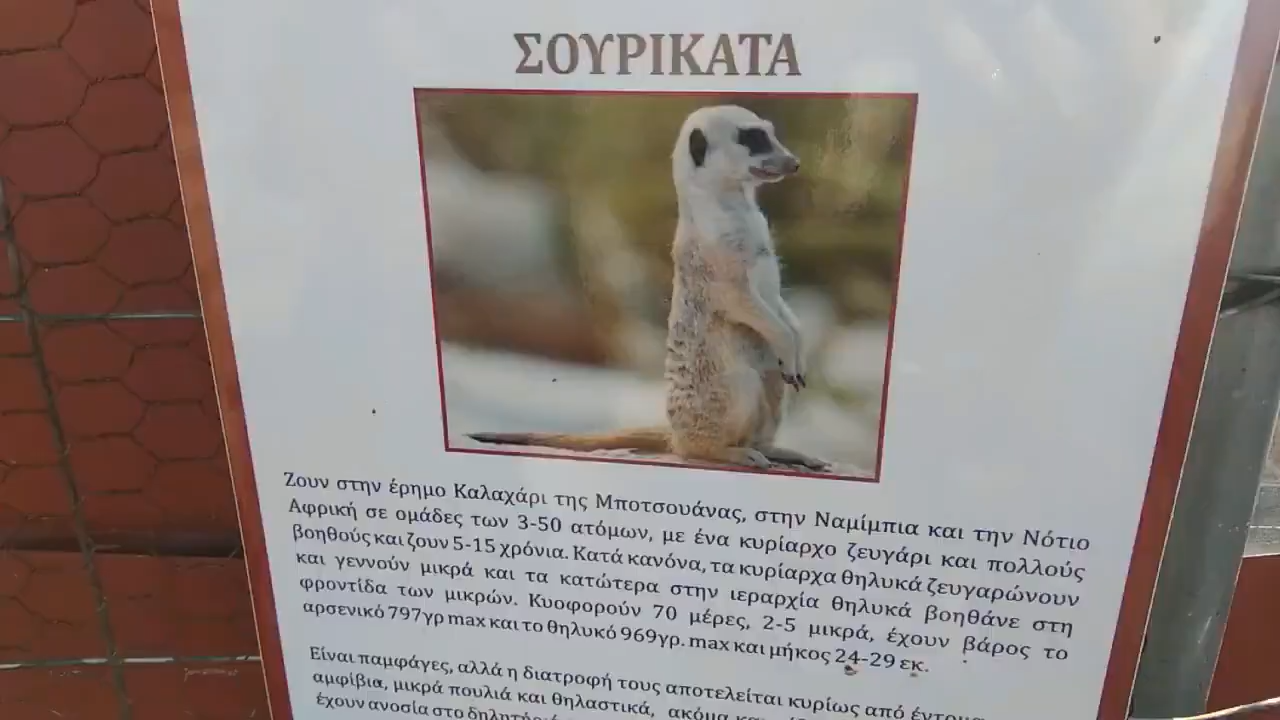 ΣΟΥΡΙΚΑΤΑ
Ζουν στην έρημο Καλαχάρι της Μποτσουάνας, στην Ναμίμπια και την Νότιο
Αφρική σε ομάδες των 3-50 ατόμων, με ένα κυρίαρχο ζευγάρι και πολλούς
βοηθούς και ζουν 5-15 χρόνια. Κατά κανόνα, τα κυρίαρχα θηλυκά ζευγαρώνουν
και γεννούν μικρά και τα κατώτερα στην ιεραρχία θηλυκά βοηθάνε στη
φροντίδα των μικρών. Κυοφορούν 70 μέρες, 2-5 μικρά, έχουν βάρος το
αρσενικό 797γρ max και το θηλυκό 969γρ. max και μήκος 24-29 εκ.
Είναι παμφάγες, αλλά η διατροφή τους αποτελείται κυρίως από
αμφίβια, μικρά πουλιά και θηλαστικά, ακόμα
έχουν ανοσία στο